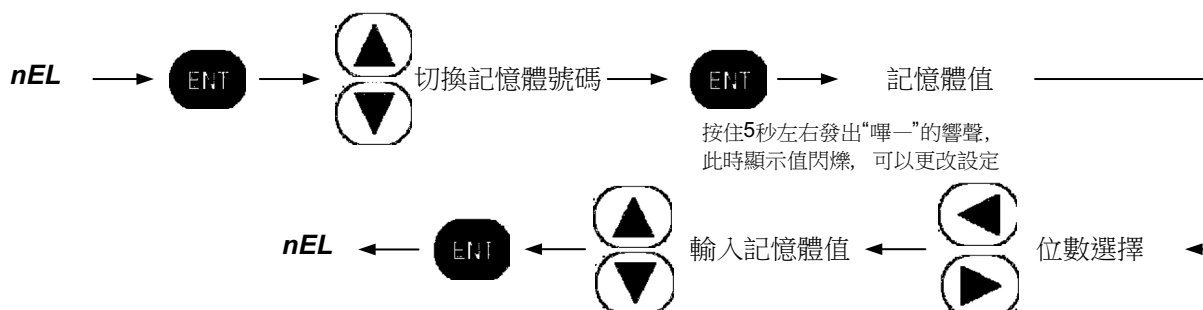 nEL ENT 切換記憶體號碼 ENT 記憶體值
按住5秒左右發出“嗶—”的響聲，
此時顯示值閃爍， 可以更改設定
nEL ENT 輸入記憶體值 位數選擇